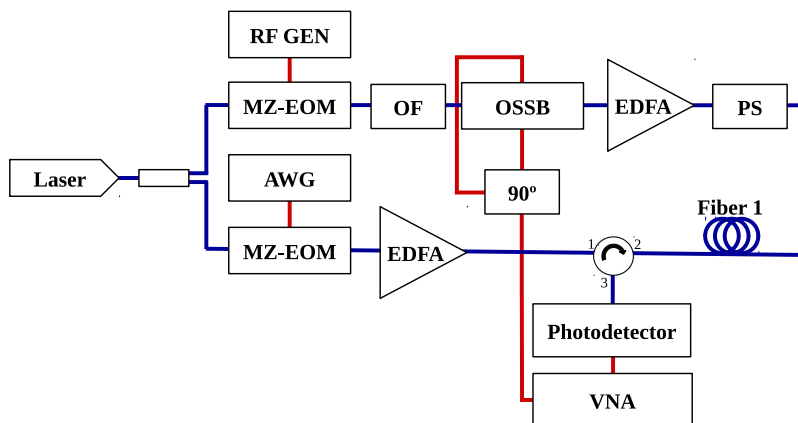 RF GEN
MZ-EOM
OF
OSSB
EDFA
PS
Laser
AWG
90º
Fiber 1
MZ-EOM
EDFA
1
2
3
Photodetector
VNA